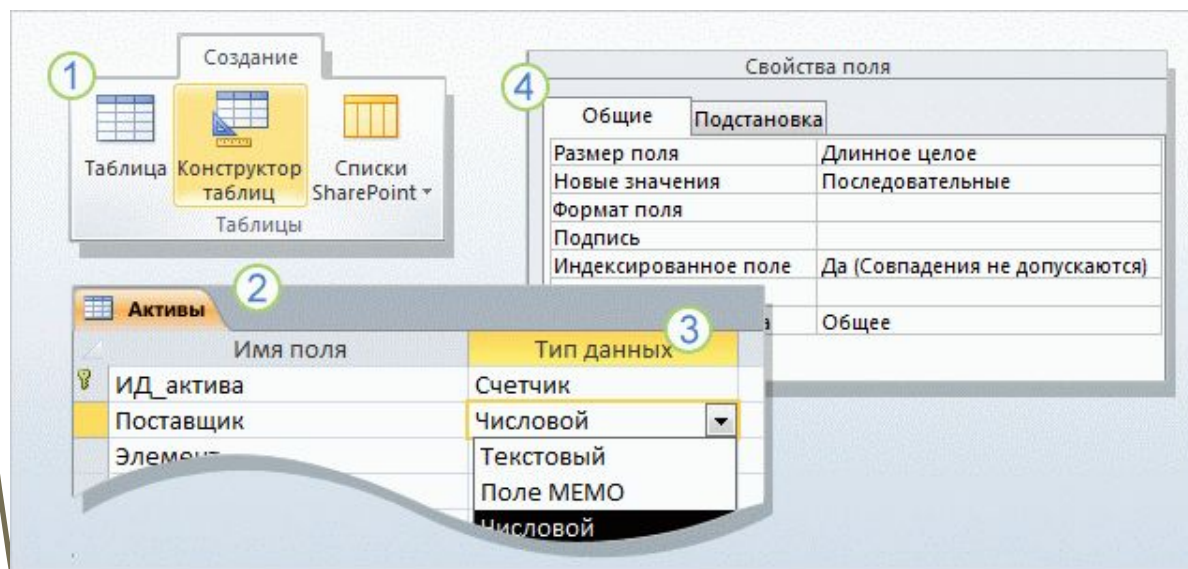 1
Создание
Таблица
Конструктор таблиц
Списки SharePoint
Таблицы
2
Активы
3
Имя поля Тип данных
ИД_актива Счетчик
Поставщик Числовой
Текстовый
Поле МЕМО
Числовой
4
Свойства поля
Общие Подстановка
Размер поля Длинное целое
Новые значения Последовательные
Формат поля
Подпись
Индексированное поле Да (Совпадения не допускаются)
Общее